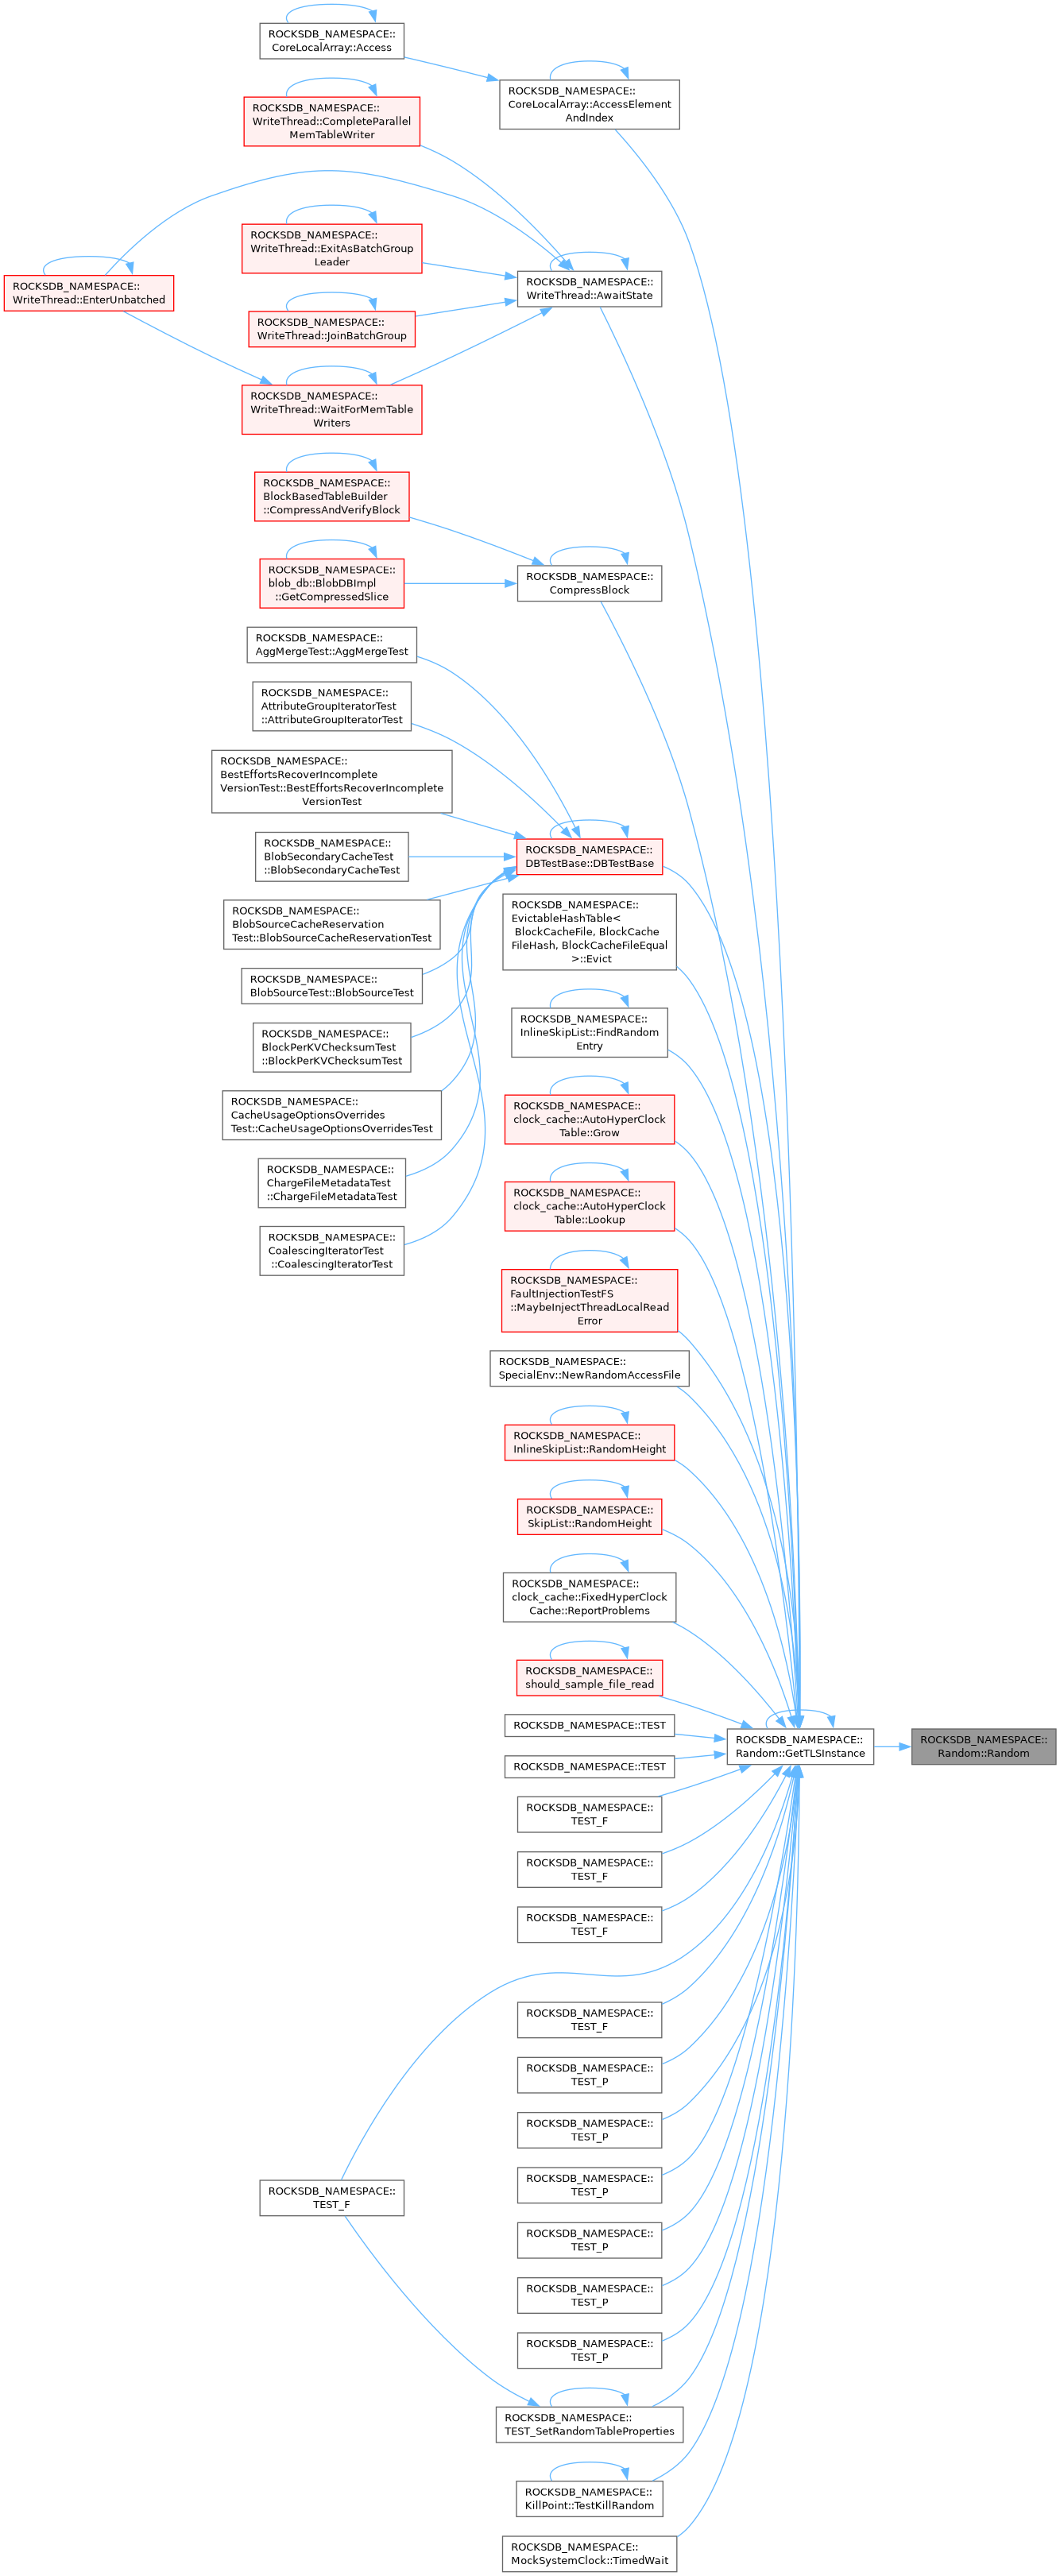 ROCKSDB_NAMESPACE::
CoreLocalArray::Access
ROCKSDB_NAMESPACE::
CoreLocalArray::AccessElement
AndIndex
ROCKSDB_NAMESPACE::
WriteThread::CompleteParallel
MemTableWriter
ROCKSDB_NAMESPACE::
WriteThread::ExitAsBatchGroup
Leader
ROCKSDB_NAMESPACE::
WriteThread::EnterUnbatched
ROCKSDB_NAMESPACE::
WriteThread::AwaitState
ROCKSDB_NAMESPACE::
WriteThread::JoinBatchGroup
ROCKSDB_NAMESPACE::
WriteThread::WaitForMemTable
Writers
ROCKSDB_NAMESPACE::
BlockBasedTableBuilder
::CompressAndVerifyBlock
ROCKSDB_NAMESPACE::
blob_db::BlobDBImpl
::GetCompressedSlice
ROCKSDB_NAMESPACE::
CompressBlock
ROCKSDB_NAMESPACE::
AggMergeTest::AggMergeTest
ROCKSDB_NAMESPACE::
AttributeGroupIteratorTest
::AttributeGroupIteratorTest
ROCKSDB_NAMESPACE::
BestEffortsRecoverIncomplete
VersionTest::BestEffortsRecoverIncomplete
VersionTest
ROCKSDB_NAMESPACE::
BlobSecondaryCacheTest
::BlobSecondaryCacheTest
ROCKSDB_NAMESPACE::
DBTestBase::DBTestBase
ROCKSDB_NAMESPACE::
BlobSourceCacheReservation
Test::BlobSourceCacheReservationTest
ROCKSDB_NAMESPACE::
EvictableHashTable<
BlockCacheFile, BlockCache
FileHash, BlockCacheFileEqual
>::Evict
ROCKSDB_NAMESPACE::
BlobSourceTest::BlobSourceTest
ROCKSDB_NAMESPACE::
BlockPerKVChecksumTest
::BlockPerKVChecksumTest
ROCKSDB_NAMESPACE::
InlineSkipList::FindRandom
Entry
ROCKSDB_NAMESPACE::
CacheUsageOptionsOverrides
Test::CacheUsageOptionsOverridesTest
ROCKSDB_NAMESPACE::
clock_cache::AutoHyperClock
Table::Grow
ROCKSDB_NAMESPACE::
ChargeFileMetadataTest
::ChargeFileMetadataTest
ROCKSDB_NAMESPACE::
clock_cache::AutoHyperClock
Table::Lookup
ROCKSDB_NAMESPACE::
CoalescingIteratorTest
::CoalescingIteratorTest
ROCKSDB_NAMESPACE::
FaultInjectionTestFS
::MaybeInjectThreadLocalRead
Error
ROCKSDB_NAMESPACE::
SpecialEnv::NewRandomAccessFile
ROCKSDB_NAMESPACE::
InlineSkipList::RandomHeight
ROCKSDB_NAMESPACE::
SkipList::RandomHeight
ROCKSDB_NAMESPACE::
clock_cache::FixedHyperClock
Cache::ReportProblems
ROCKSDB_NAMESPACE::
should_sample_file_read
ROCKSDB_NAMESPACE::TEST
ROCKSDB_NAMESPACE::
Random::GetTLSInstance
ROCKSDB_NAMESPACE::
Random::Random
ROCKSDB_NAMESPACE::TEST
ROCKSDB_NAMESPACE::
TEST_F
ROCKSDB_NAMESPACE::
TEST_F
ROCKSDB_NAMESPACE::
TEST_F
ROCKSDB_NAMESPACE::
TEST_F
ROCKSDB_NAMESPACE::
TEST_P
ROCKSDB_NAMESPACE::
TEST_P
ROCKSDB_NAMESPACE::
TEST_P
ROCKSDB_NAMESPACE::
TEST_F
ROCKSDB_NAMESPACE::
TEST_P
ROCKSDB_NAMESPACE::
TEST_P
ROCKSDB_NAMESPACE::
TEST_P
ROCKSDB_NAMESPACE::
TEST_SetRandomTableProperties
ROCKSDB_NAMESPACE::
KillPoint::TestKillRandom
ROCKSDB_NAMESPACE::
MockSystemClock::TimedWait